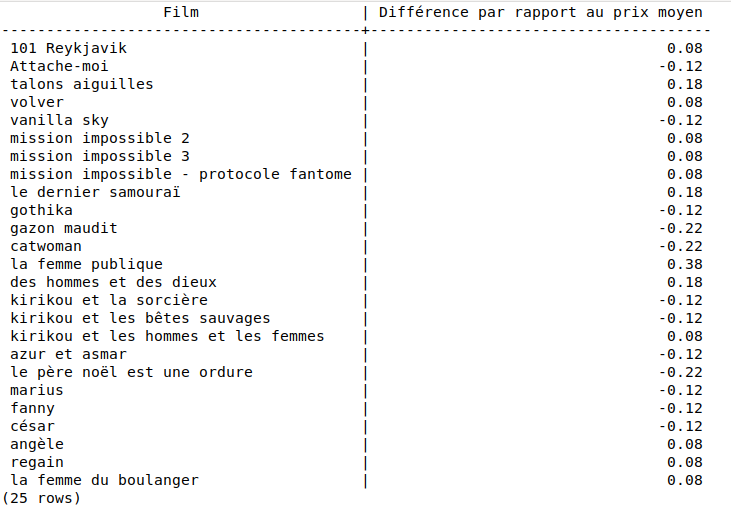 Film | Différence par rapport au prix moyen
----------------------------------------+--------------------------------------
101 Reykjavik | 0.08
Attache-moi | -0.12
talons aiguilles | 0.18
volver | 0.08
vanilla sky | -0.12
mission impossible 2 | 0.08
mission impossible 3 | 0.08
mission impossible - protocole fantome | 0.08
le dernier samouraï | 0.18
gothika | -0.12
gazon maudit | -0.22
catwoman | -0.22
la femme publique | 0.38
des hommes et des dieux | 0.18
kirikou et la sorcière | -0.12
kirikou et les bêtes sauvages | -0.12
kirikou et les hommes et les femmes | 0.08
azur et asmar | -0.12
le père noël est une ordure | -0.22
marius | -0.12
fanny | -0.12
césar | -0.12
angèle | 0.08
regain | 0.08
la femme du boulanger | 0.08
(25 rows)